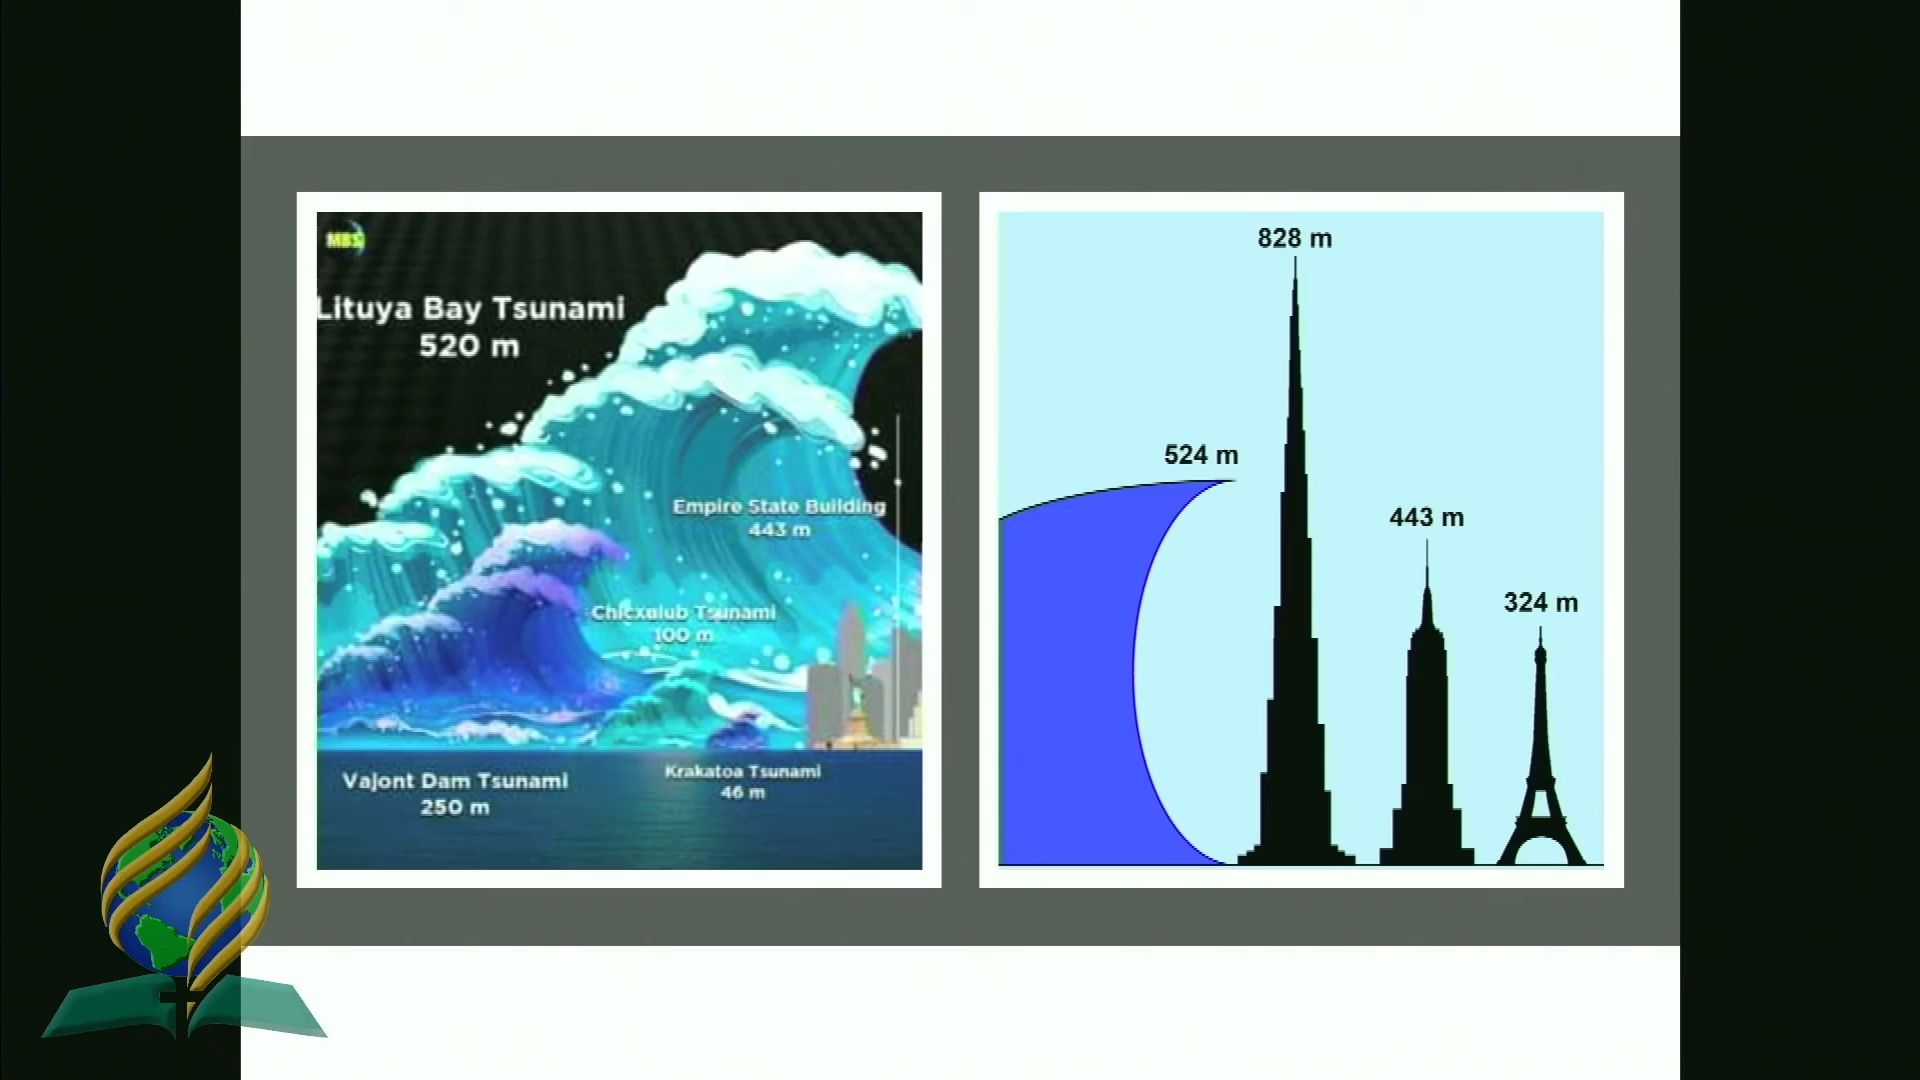 MBS
Lituya Bay Tsunami
520 m
Empire State Building
443 m
Chicxulub Tsunami
100 m
Vajont Dam Tsunami
250 m
Krakatoa Tsunami
46 m
828 m
524 m
443 m
324 m